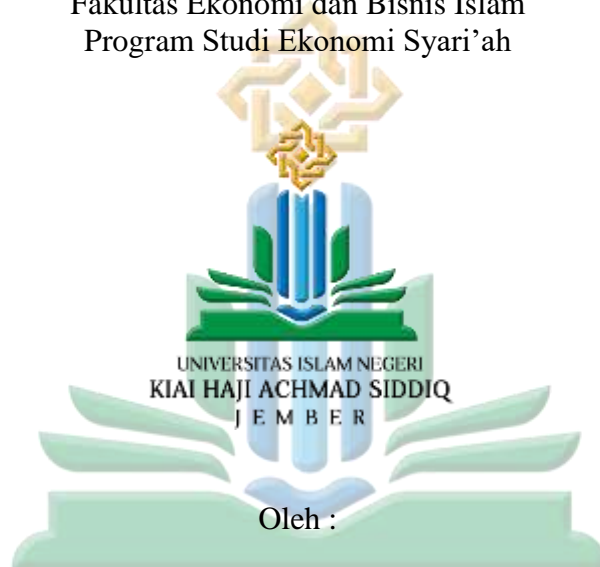 Fakultas Ekonomi dan Bisnis Islam
Program Studi Ekonomi Syari’ah
UNIVERSITAS ISLAM NEGERI
KIAI HAJI ACHMAD SIDDIQ
J E M B E R
Oleh :